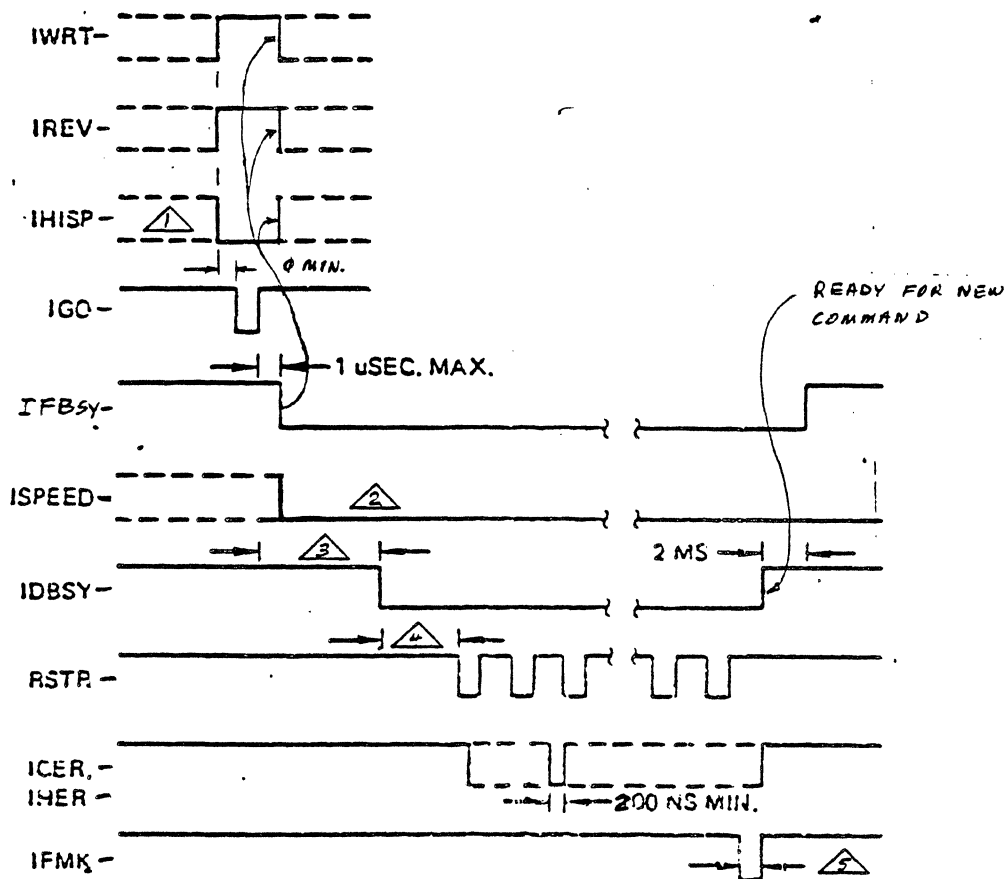 IWRT-
IREV-
IHISP-
1
0 MIN.
IGO-
READY FOR NEW
COMMAND
1 uSEC. MAX.
IFBSY-
ISPEED-
2
3
2 MS
IDBSY-
4
RSTR-
ICER,
IHER
200 NS MIN.
IFMK-
5